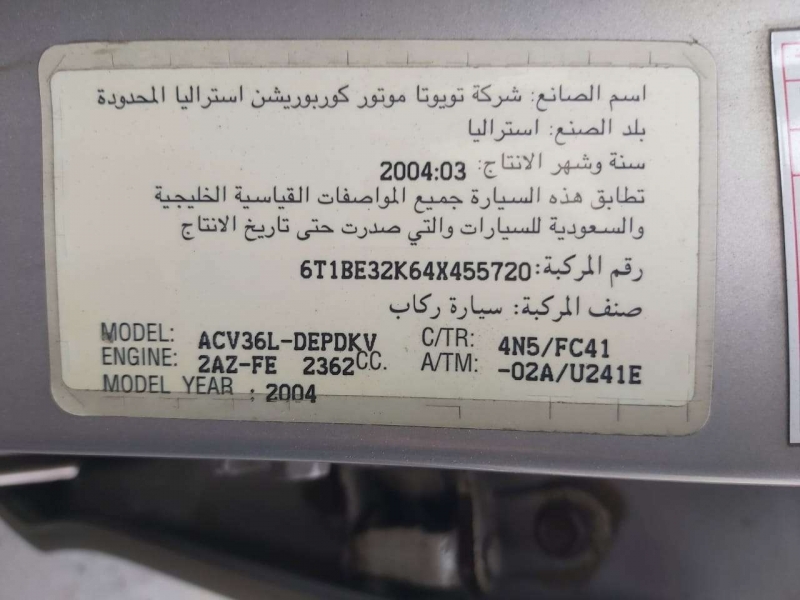 اسم الصانع: شركة تويوتا موتور كوربوريشن استراليا المحدودة
بلد الصنع: استراليا
سنة وشهر الانتاج: 2004:03
تطابق هذه السيارة جميع المواصفات القياسية الخليجية
والسعودية للسيارات والتي صدرت حتى تاريخ الانتاج
رقم المركبة: 6T1BE32K64X455720
صنف المركبة: سيارة ركاب
MODEL: ACV36L-DEPDKV C/TR: 4N5/FC41
ENGINE: 2AZ-FE 2362CC. A/TM: -02A/U241E
MODEL YEAR : 2004